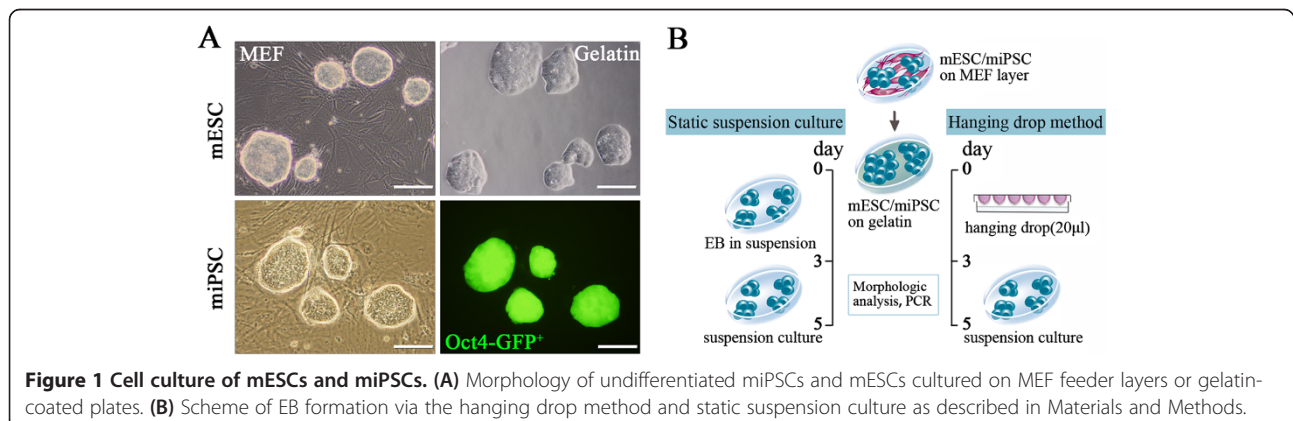 A
MEF
Gelatin
mESC
miPSC
Oct4-GFP⁺
B
mESC/miPSC
on MEF layer
Static suspension culture
Hanging drop method
day
0
day
0
mESC/miPSC
on gelatin
EB in suspension
hanging drop(20µl)
3
3
Morphologic
analysis, PCR
5
5
suspension culture
suspension culture
Figure 1 Cell culture of mESCs and miPSCs. (A) Morphology of undifferentiated miPSCs and mESCs cultured on MEF feeder layers or gelatin-
coated plates. (B) Scheme of EB formation via the hanging drop method and static suspension culture as described in Materials and Methods.